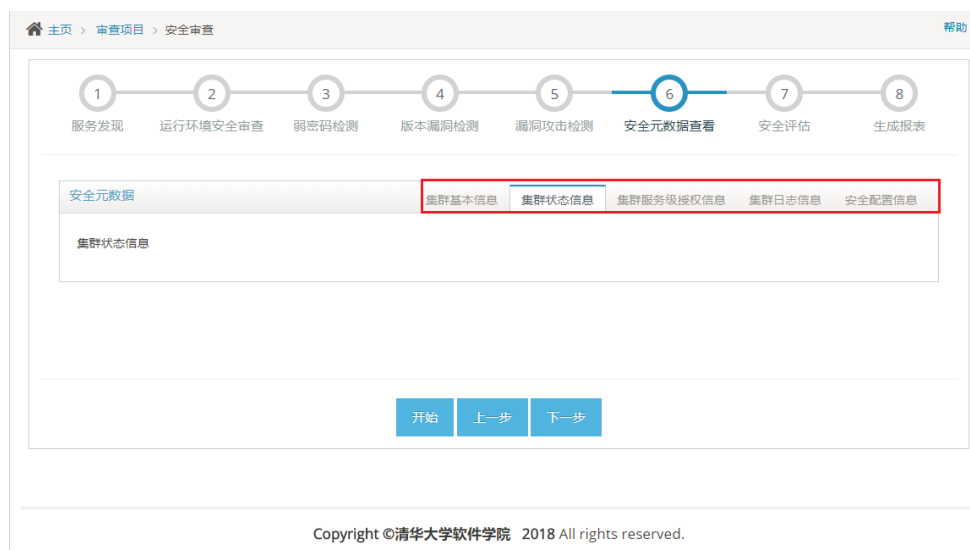 主页 > 审查项目 > 安全审查 帮助
1 2 3 4 5 6 7 8
服务发现 运行环境安全审查 弱密码检测 版本漏洞检测 漏洞攻击检测 安全元数据查看 安全评估 生成报表
安全元数据 集群基本信息 集群状态信息 集群服务级授权信息 集群日志信息 安全配置信息
集群状态信息
开始 上一步 下一步
Copyright ©清华大学软件学院 2018 All rights reserved.